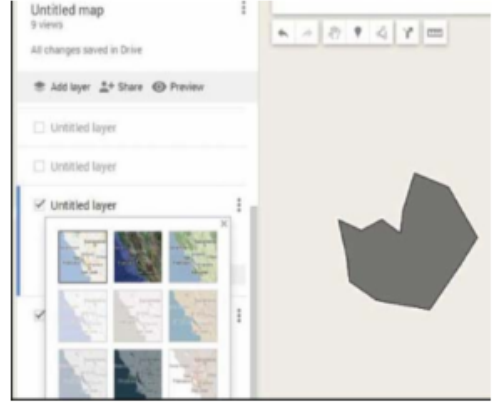 Untitled map
9 views
All changes saved in Drive
Add layer Share Preview
Untitled layer
Untitled layer
Untitled layer